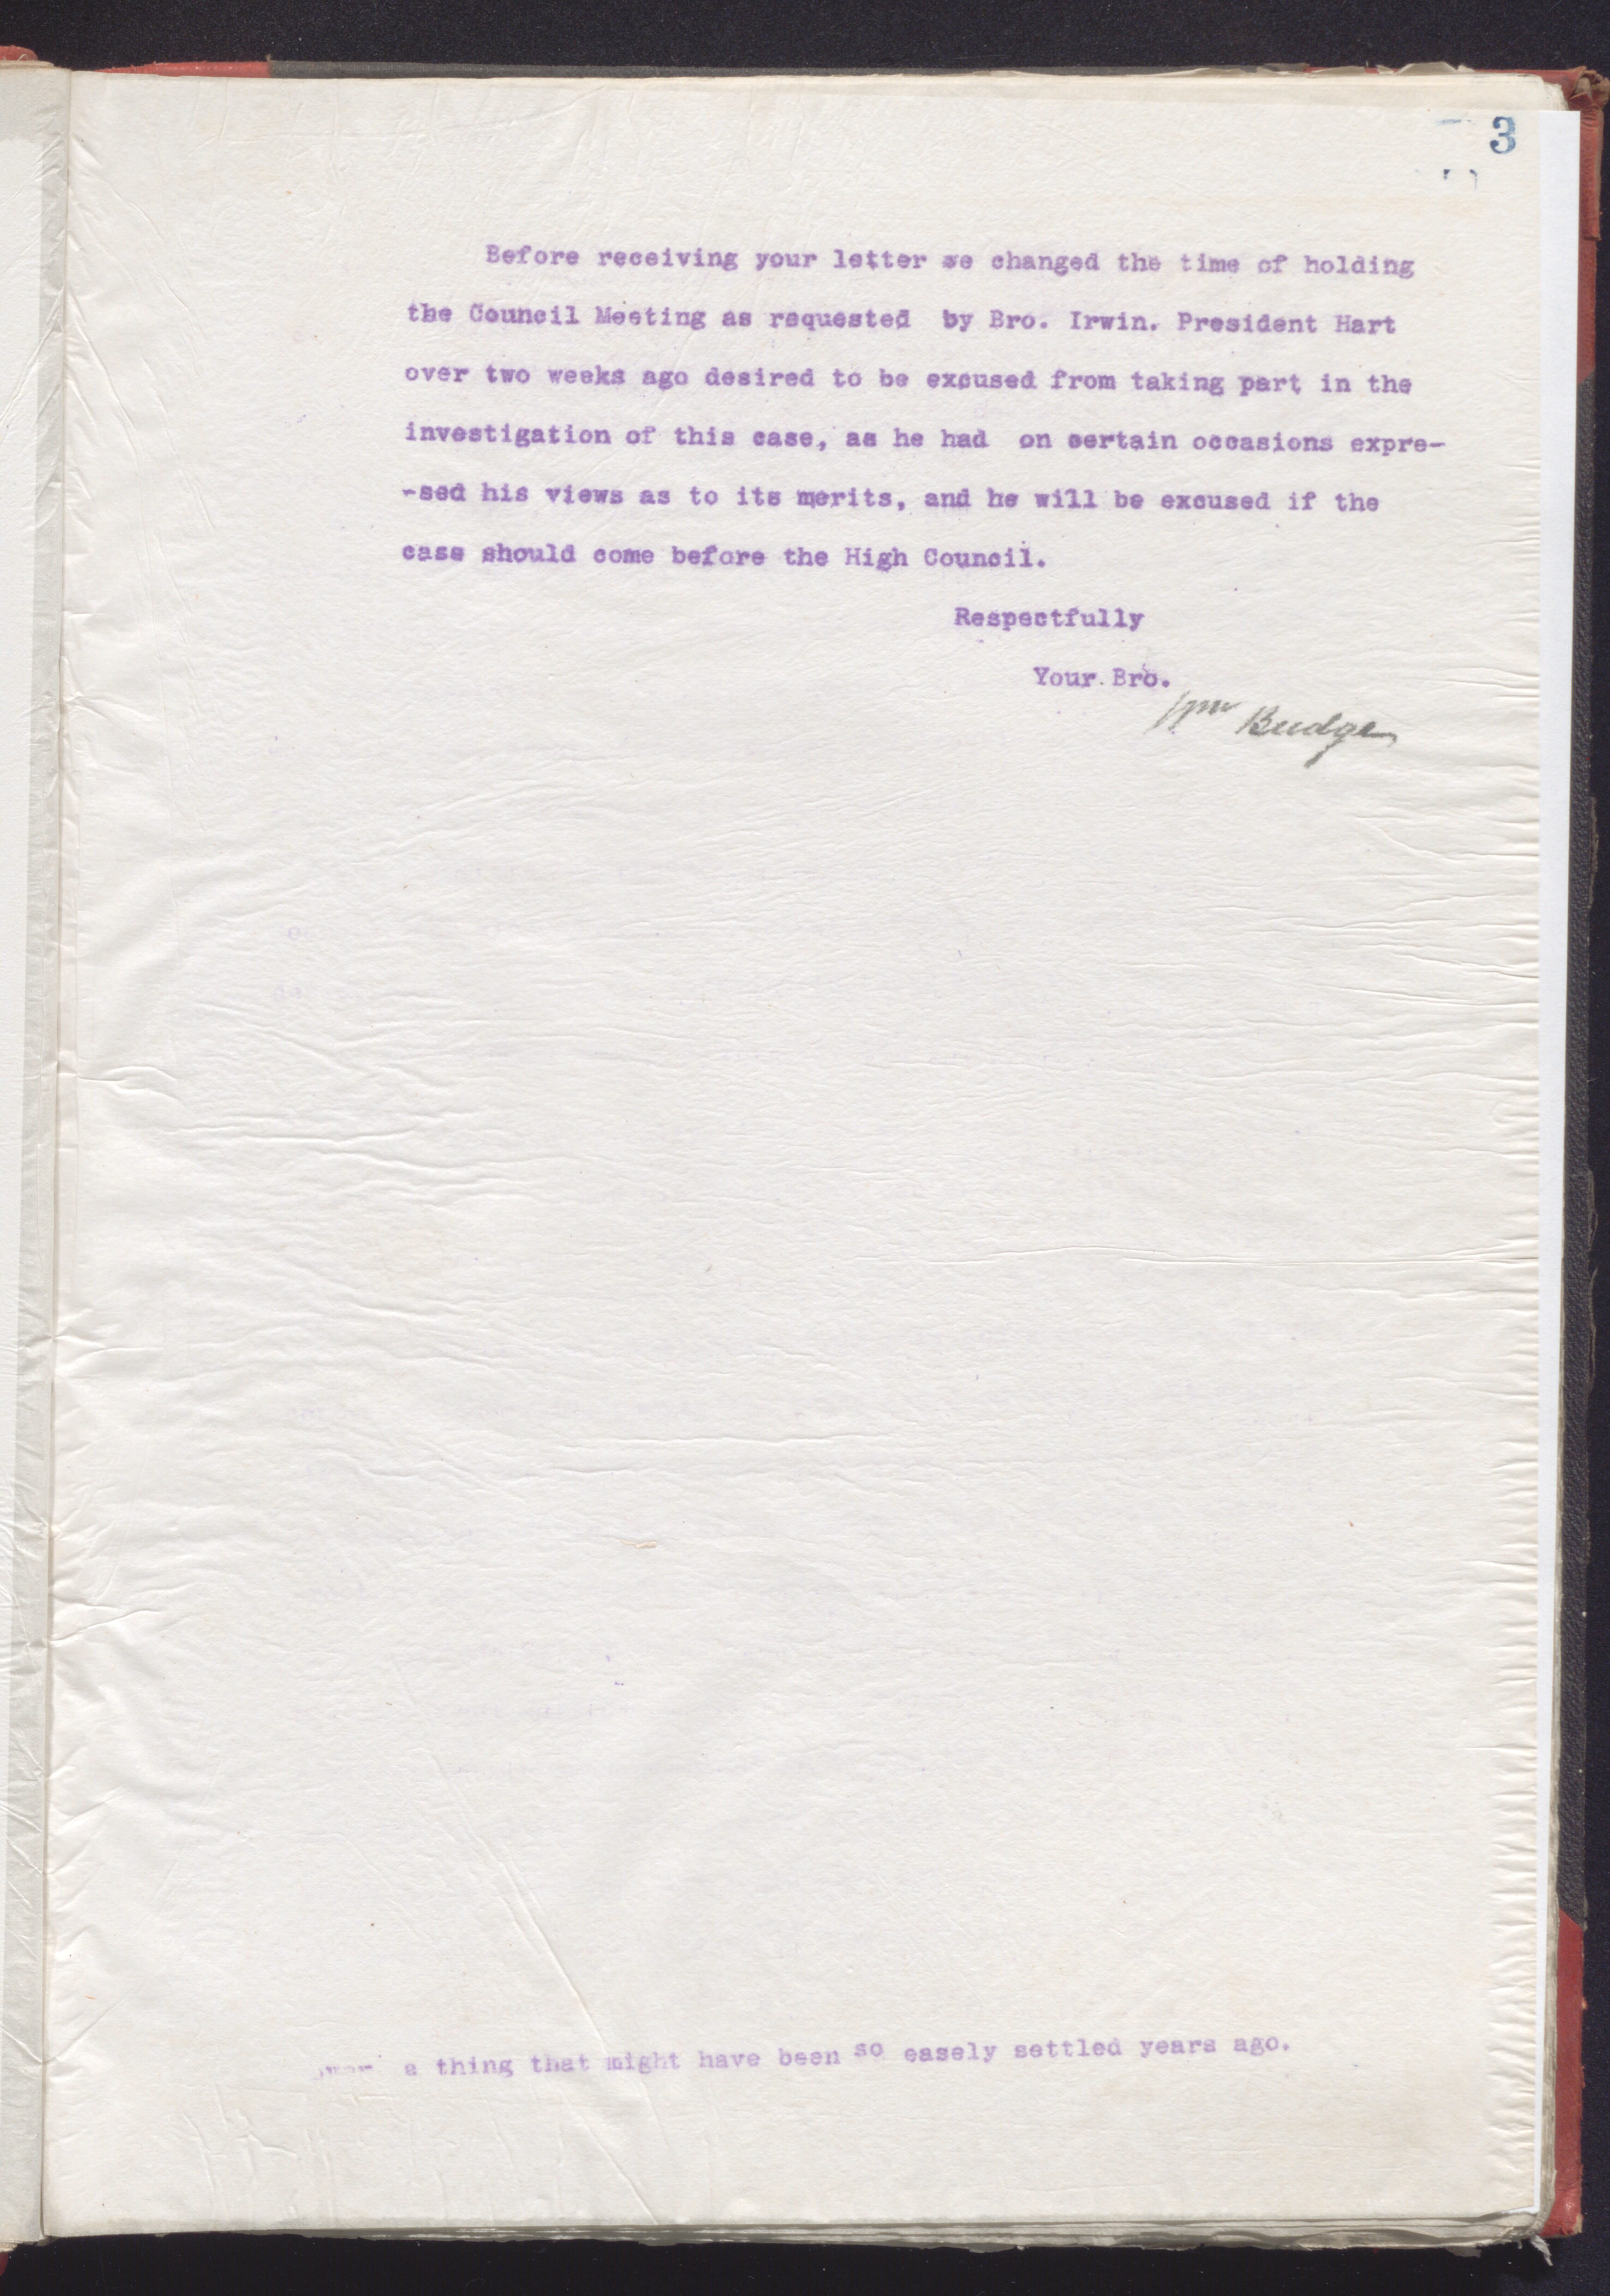 3
Before receiving your letter we changed the time of holding
the Council Meeting as requested by Bro. Irwin. President Hart
over two weeks ago desired to be excused from taking part in the
investigation of this case, as he had on certain occasions expre-
-sed his views as to its merits, and he will be excused if the
case should come before the High Council.
Respectfully
Your Bro.
Wm Budge
a thing that might have been so easely settled years ago.